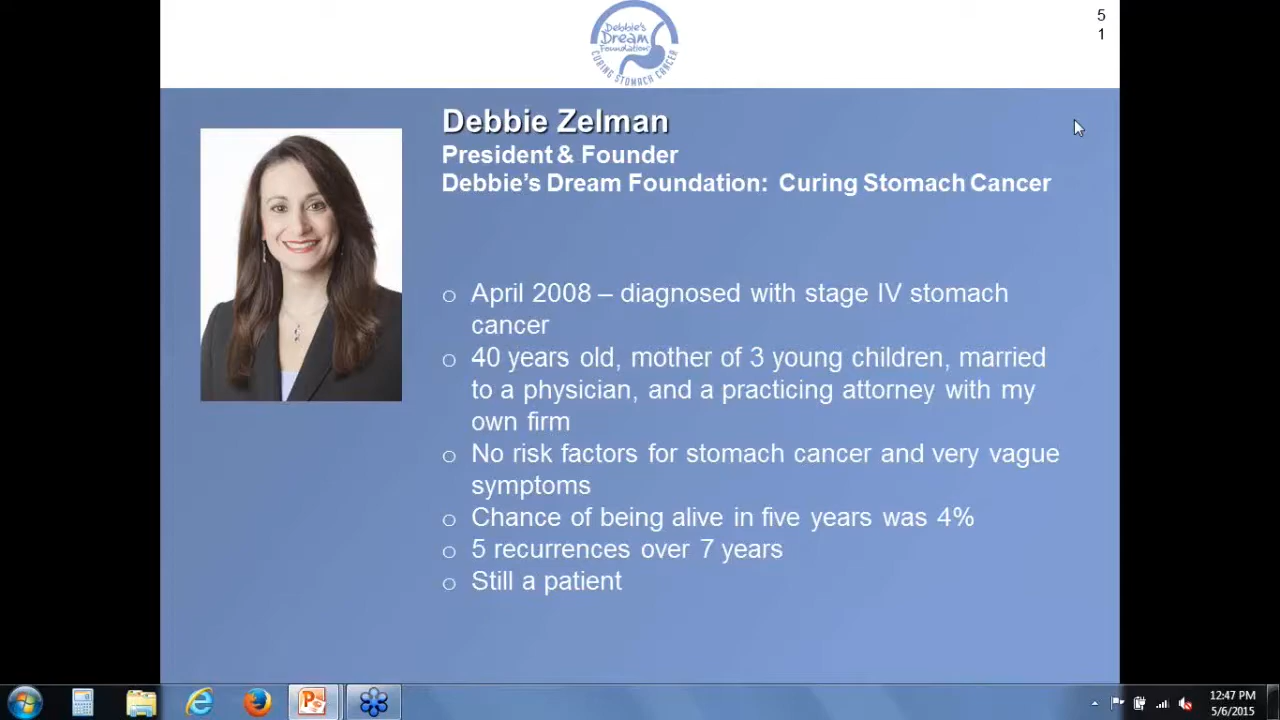 Debbie's
Dream
Foundation
CURING STOMACH CANCER
5
1
Debbie Zelman
President & Founder
Debbie’s Dream Foundation: Curing Stomach Cancer
o April 2008 – diagnosed with stage IV stomach
cancer
o 40 years old, mother of 3 young children, married
to a physician, and a practicing attorney with my
own firm
o No risk factors for stomach cancer and very vague
symptoms
o Chance of being alive in five years was 4%
o 5 recurrences over 7 years
o Still a patient
12:47 PM
5/6/2015